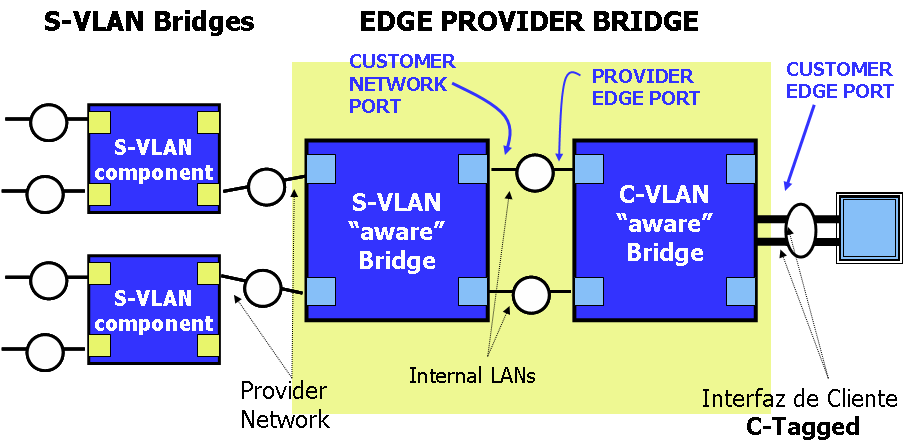 S-VLAN Bridges
EDGE PROVIDER BRIDGE
CUSTOMER
NETWORK
PORT
PROVIDER
EDGE PORT
CUSTOMER
EDGE PORT
S-VLAN
component
S-VLAN
“aware”
Bridge
C-VLAN
“aware”
Bridge
S-VLAN
component
Provider
Network
Internal LANs
Interfaz de Cliente
C-Tagged